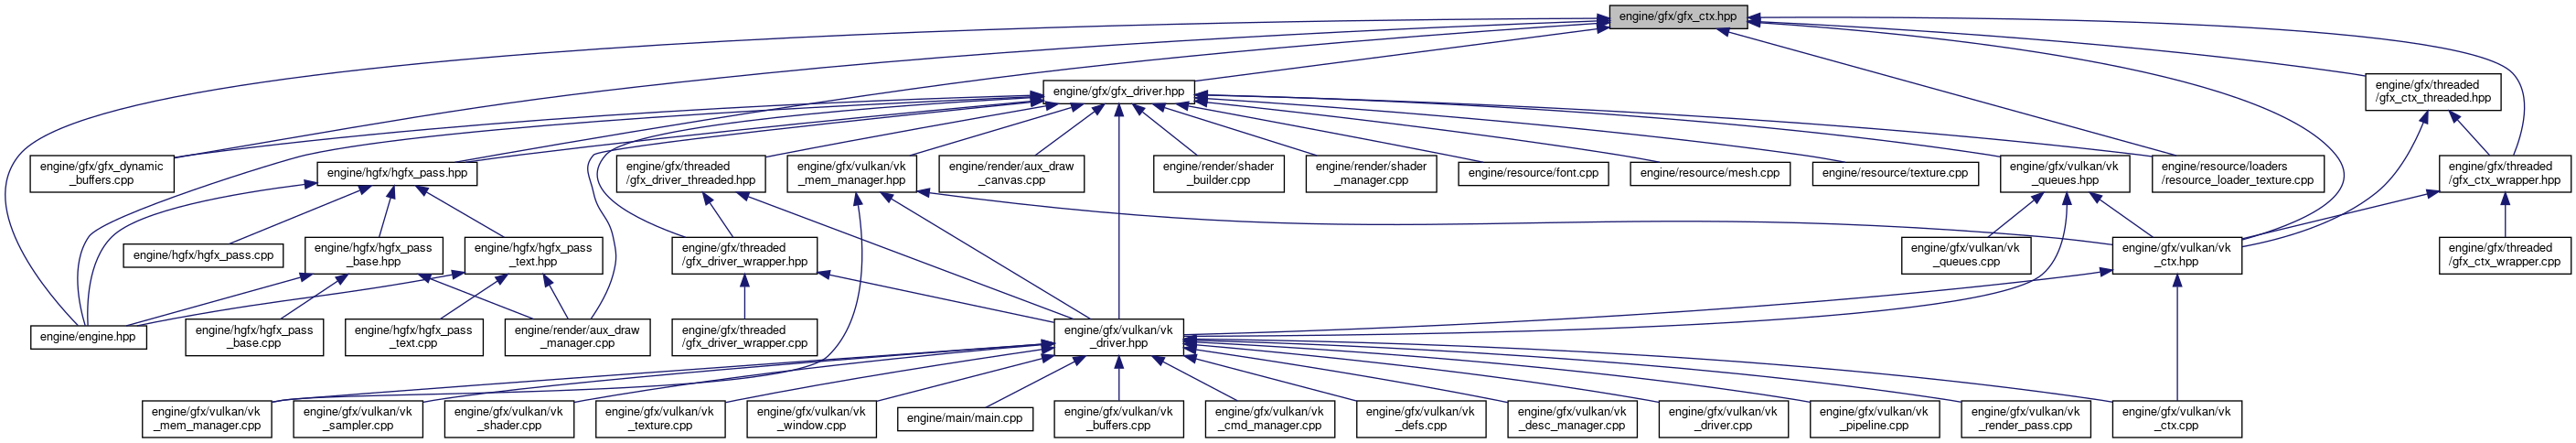 engine/gfx/gfx_ctx.hpp
engine/gfx/gfx_driver.hpp
engine/gfx/threaded
/gfx_ctx_threaded.hpp
engine/gfx/gfx_dynamic
_buffers.cpp
engine/hgfx/hgfx_pass.hpp
engine/gfx/threaded
/gfx_driver_threaded.hpp
engine/gfx/vulkan/vk
_mem_manager.hpp
engine/render/aux_draw
_canvas.cpp
engine/render/shader
_builder.cpp
engine/render/shader
_manager.cpp
engine/resource/font.cpp
engine/resource/mesh.cpp
engine/resource/texture.cpp
engine/gfx/vulkan/vk
_queues.hpp
engine/resource/loaders
/resource_loader_texture.cpp
engine/gfx/threaded
/gfx_ctx_wrapper.hpp
engine/hgfx/hgfx_pass.cpp
engine/hgfx/hgfx_pass
_base.hpp
engine/hgfx/hgfx_pass
_text.hpp
engine/gfx/threaded
/gfx_driver_wrapper.hpp
engine/gfx/vulkan/vk
_queues.cpp
engine/gfx/vulkan/vk
_ctx.hpp
engine/gfx/threaded
/gfx_ctx_wrapper.cpp
engine/engine.hpp
engine/hgfx/hgfx_pass
_base.cpp
engine/hgfx/hgfx_pass
_text.cpp
engine/render/aux_draw
_manager.cpp
engine/gfx/threaded
/gfx_driver_wrapper.cpp
engine/gfx/vulkan/vk
_driver.hpp
engine/gfx/vulkan/vk
_mem_manager.cpp
engine/gfx/vulkan/vk
_sampler.cpp
engine/gfx/vulkan/vk
_shader.cpp
engine/gfx/vulkan/vk
_texture.cpp
engine/gfx/vulkan/vk
_window.cpp
engine/main/main.cpp
engine/gfx/vulkan/vk
_buffers.cpp
engine/gfx/vulkan/vk
_cmd_manager.cpp
engine/gfx/vulkan/vk
_defs.cpp
engine/gfx/vulkan/vk
_desc_manager.cpp
engine/gfx/vulkan/vk
_driver.cpp
engine/gfx/vulkan/vk
_pipeline.cpp
engine/gfx/vulkan/vk
_render_pass.cpp
engine/gfx/vulkan/vk
_ctx.cpp